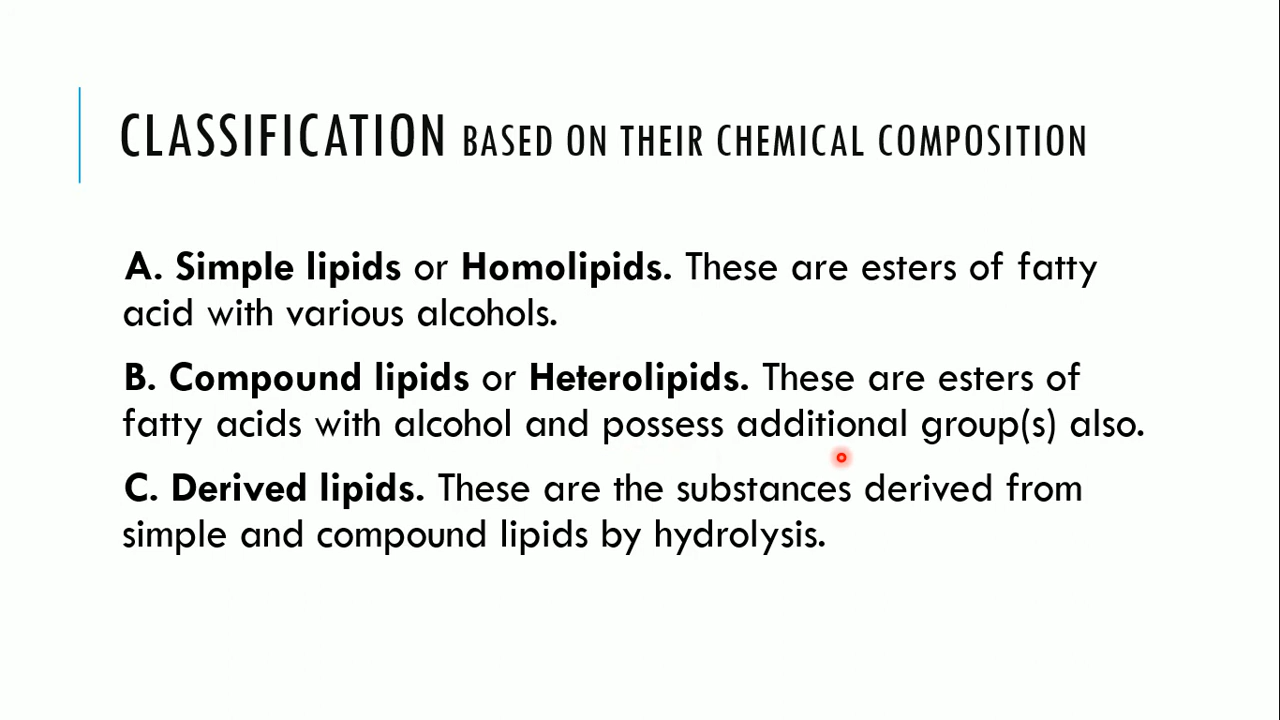 CLASSIFICATION BASED ON THEIR CHEMICAL COMPOSITION
A. Simple lipids or Homolipids. These are esters of fatty
acid with various alcohols.
B. Compound lipids or Heterolipids. These are esters of
fatty acids with alcohol and possess additional group(s) also.
C. Derived lipids. These are the substances derived from
simple and compound lipids by hydrolysis.